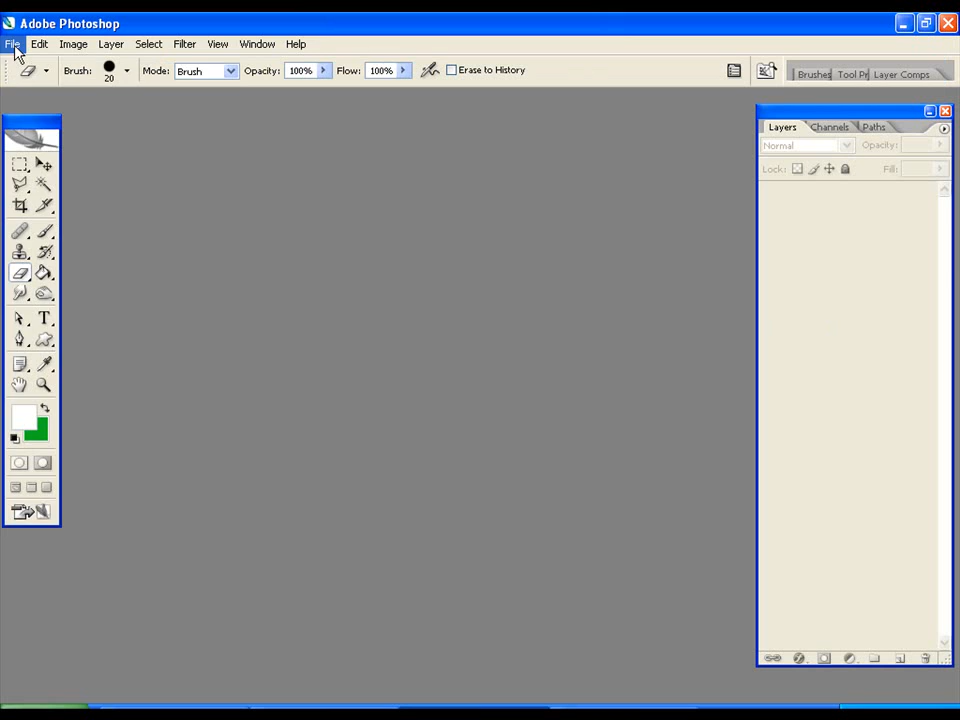 Adobe Photoshop
File Edit Image Layer Select Filter View Window Help
Brush: 20 Mode: Brush Opacity: 100% Flow: 100% Erase to History Brushes Tool Pr Layer Comps
Layers Channels Paths
Normal Opacity:
Lock: Fill:
T